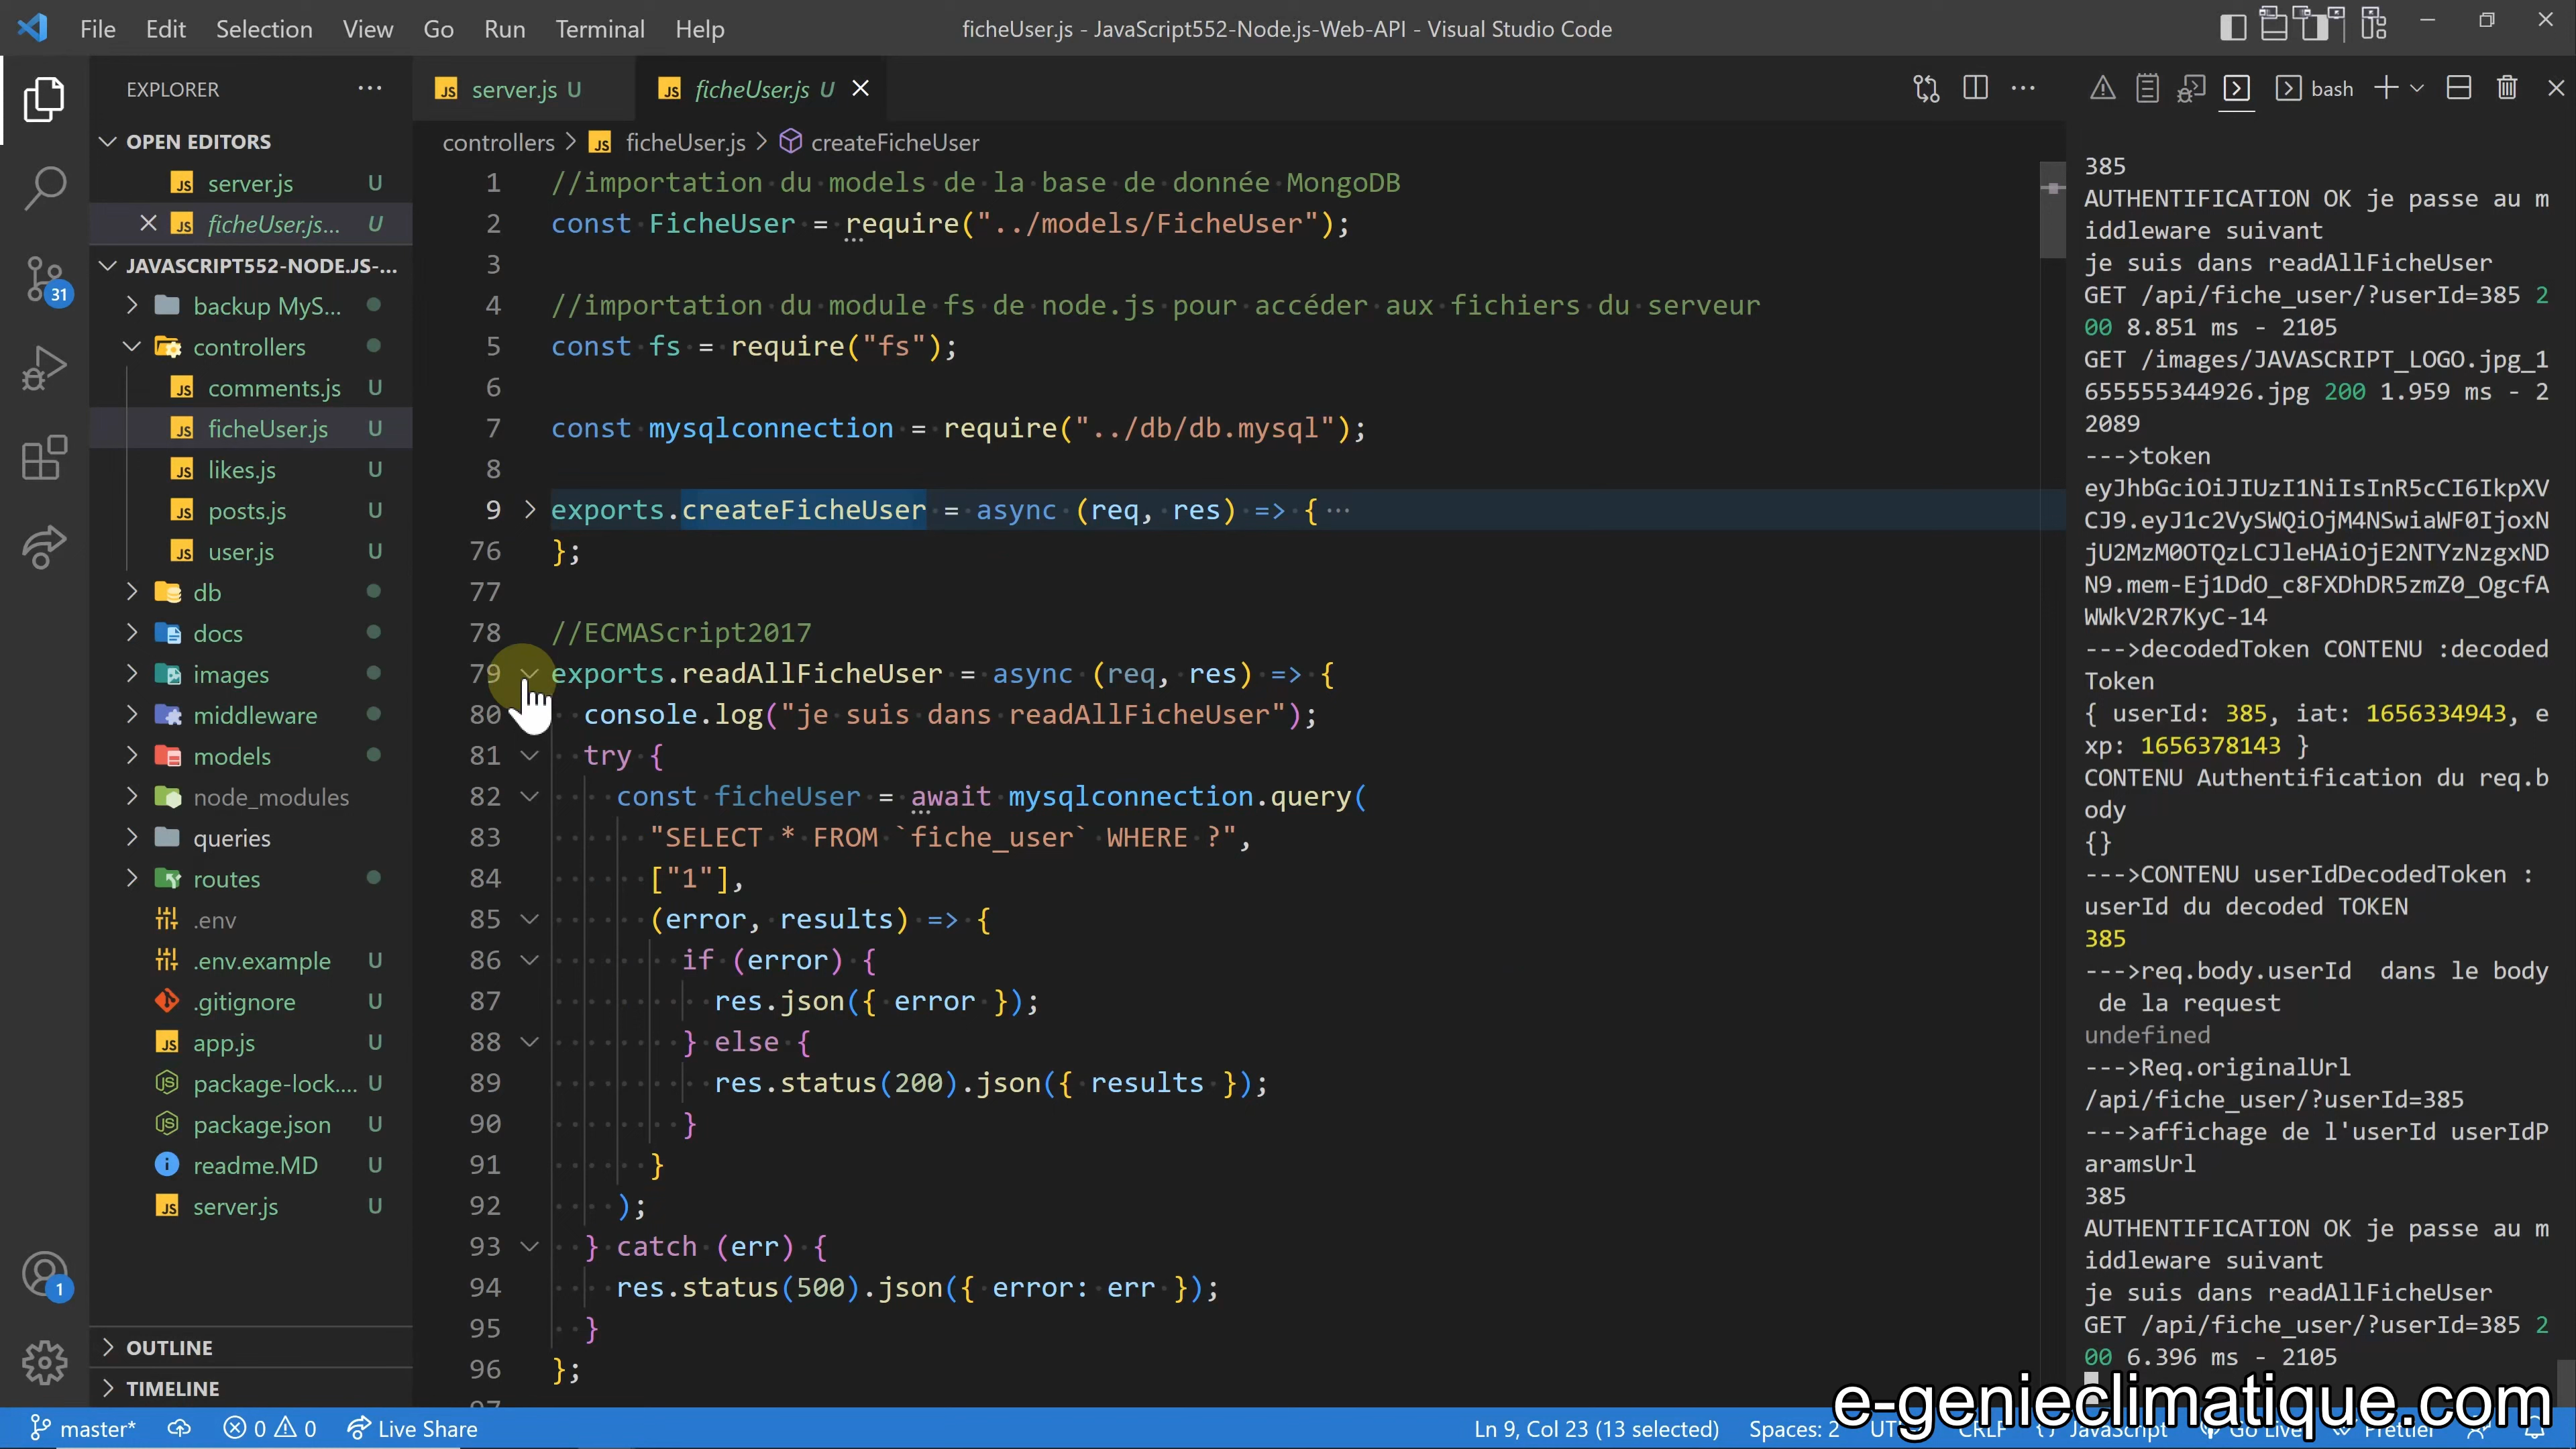 File Edit Selection View Go Run Terminal Help
ficheUser.js - JavaScript552-Node.js-Web-API - Visual Studio Code
EXPLORER
OPEN EDITORS
server.js U
ficheUser.js... U
JAVASCRIPT552-NODE.JS-...
backup MyS...
controllers
comments.js U
ficheUser.js U
likes.js U
posts.js U
user.js U
db
docs
images
middleware
models
node_modules
queries
routes
.env
.env.example U
.gitignore U
app.js U
package-lock.... U
package.json U
readme.MD U
server.js U
OUTLINE
TIMELINE
31
1
server.js U
ficheUser.js U
controllers > ficheUser.js > createFicheUser
1 //importation du models de la base de donnée MongoDB
2 const FicheUser = require("../models/FicheUser");
3
4 //importation du module fs de node.js pour accéder aux fichiers du serveur
5 const fs = require("fs");
6
7 const mysqlconnection = require("../db/db.mysql");
8
9 exports.createFicheUser = async (req, res) => { ...
76 };
77
78 //ECMAScript2017
79 exports.readAllFicheUser = async (req, res) => {
80 console.log("je suis dans readAllFicheUser");
81 try {
82 const ficheUser = await mysqlconnection.query(
83 "SELECT * FROM `fiche_user` WHERE ?",
84 ["1"],
85 (error, results) => {
86 if (error) {
87 res.json({ error });
88 } else {
89 res.status(200).json({ results });
90 }
91 }
92 );
93 } catch (err) {
94 res.status(500).json({ error: err });
95 }
96 };
97
bash
385
AUTHENTIFICATION OK je passe au m
iddleware suivant
je suis dans readAllFicheUser
GET /api/fiche_user/?userId=385 2
00 8.851 ms - 2105
GET /images/JAVASCRIPT_LOGO.jpg_1
655555344926.jpg 200 1.959 ms - 2
2089
--->token
eyJhbGciOiJIUzI1NiIsInR5cCI6IkpXV
CJ9.eyJ1c2VySWQiOjM4NSwiaWF0IjoxN
jU2MzM0OTQzLCJleHAiOjE2NTYzNzgxND
N9.mem-Ej1DdO_c8FXDhDR5zmZ0_OgcfA
WWkV2R7KyC-14
--->decodedToken CONTENU :decoded
Token
{ userId: 385, iat: 1656334943, e
xp: 1656378143 }
CONTENU Authentification du req.b
ody
{}
--->CONTENU userIdDecodedToken :
userId du decoded TOKEN
385
--->req.body.userId  dans le body
 de la request
undefined
--->Req.originalUrl
/api/fiche_user/?userId=385
--->affichage de l'userId userIdP
aramsUrl
385
AUTHENTIFICATION OK je passe au m
iddleware suivant
je suis dans readAllFicheUser
GET /api/fiche_user/?userId=385 2
00 6.396 ms - 2105
e-genieclimatique.com
master* 0 0 Live Share
Ln 9, Col 23 (13 selected) Spaces: 2 CRLF JavaScript Go Live Prettier